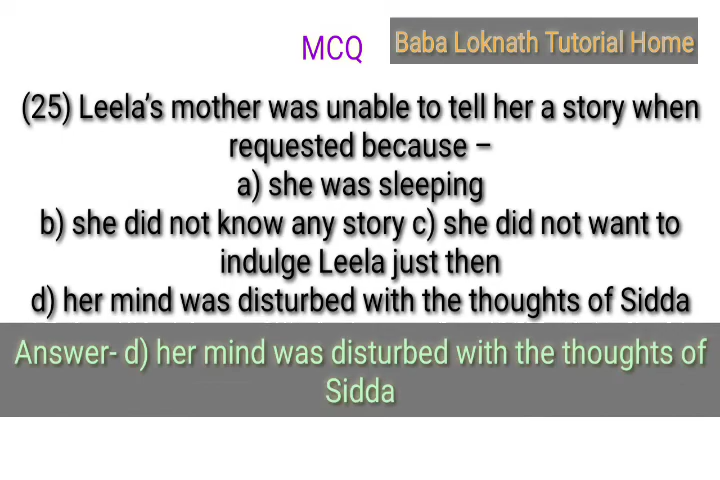 MCQ
Baba Loknath Tutorial Home
(25) Leela's mother was unable to tell her a story when
requested because –
a) she was sleeping
b) she did not know any story c) she did not want to
indulge Leela just then
d) her mind was disturbed with the thoughts of Sidda
Answer- d) her mind was disturbed with the thoughts of
Sidda